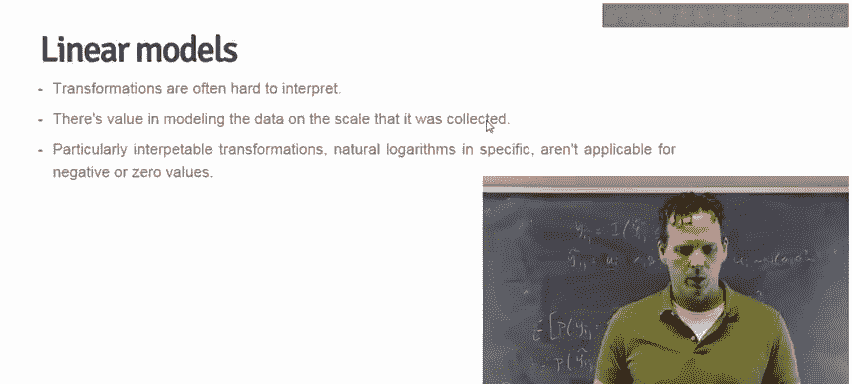 Linear models
- Transformations are often hard to interpret.
- There's value in modeling the data on the scale that it was collected.
- Particularly interpetable transformations, natural logarithms in specific, aren't applicable for
negative or zero values.